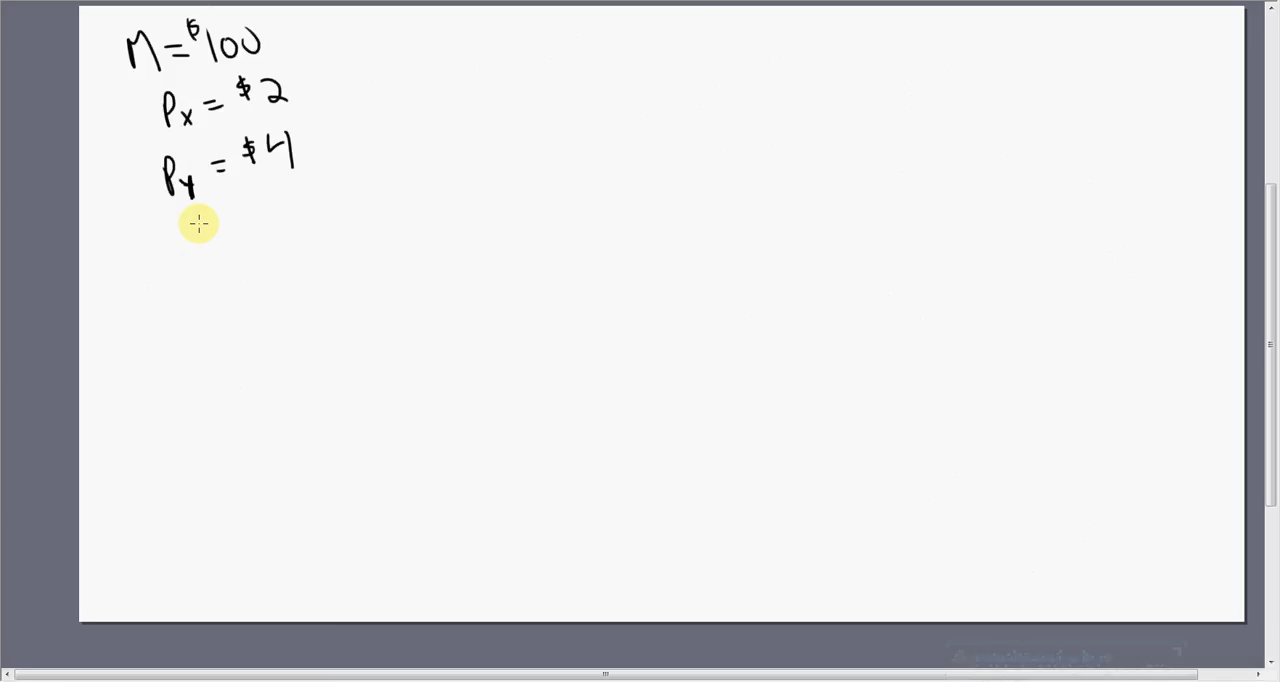 M = $100
Px = $2
Py = $4